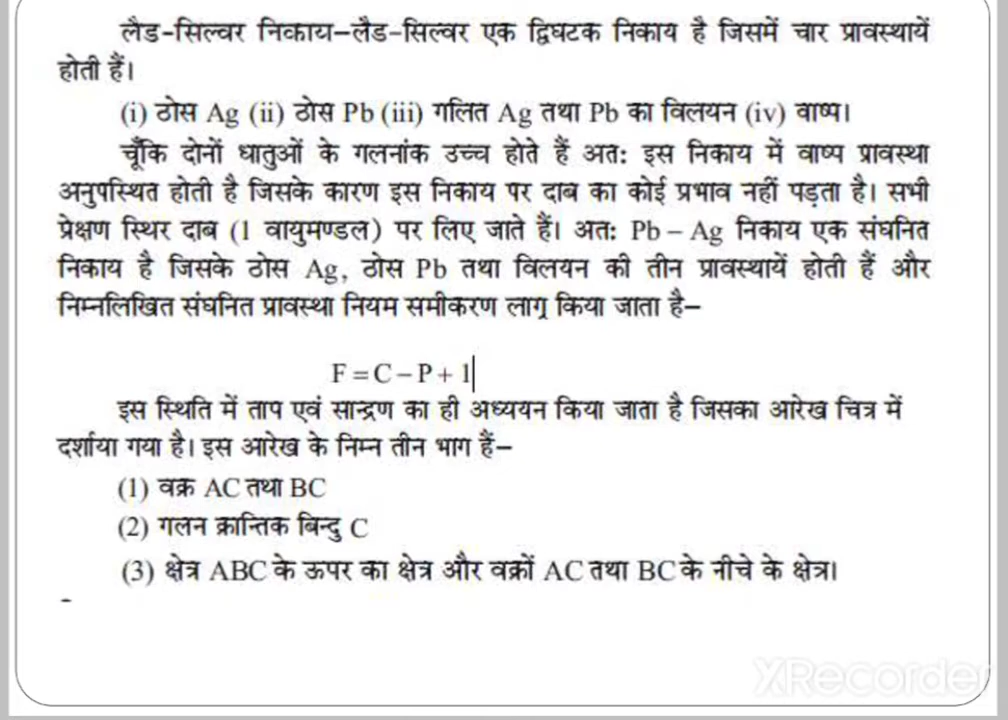 लैड-सिल्वर निकाय–लैड-सिल्वर एक द्विघटक निकाय है जिसमें चार प्रावस्थायें
होती हैं।
(i) ठोस Ag (ii) ठोस Pb (iii) गलित Ag तथा Pb का विलयन (iv) वाष्प।
चूँकि दोनों धातुओं के गलनांक उच्च होते हैं अतः इस निकाय में वाष्प प्रावस्था
अनुपस्थित होती है जिसके कारण इस निकाय पर दाब का कोई प्रभाव नहीं पड़ता है। सभी
प्रेक्षण स्थिर दाब (1 वायुमण्डल) पर लिए जाते हैं। अतः Pb – Ag निकाय एक संघनित
निकाय है जिसके ठोस Ag, ठोस Pb तथा विलयन की तीन प्रावस्थायें होती हैं और
निम्नलिखित संघनित प्रावस्था नियम समीकरण लागू किया जाता है–
F = C – P + 1
इस स्थिति में ताप एवं सान्द्रण का ही अध्ययन किया जाता है जिसका आरेख चित्र में
दर्शाया गया है। इस आरेख के निम्न तीन भाग हैं–
(1) वक्र AC तथा BC
(2) गलन क्रान्तिक बिन्दु C
(3) क्षेत्र ABC के ऊपर का क्षेत्र और वक्रों AC तथा BC के नीचे के क्षेत्र।
XRecorder